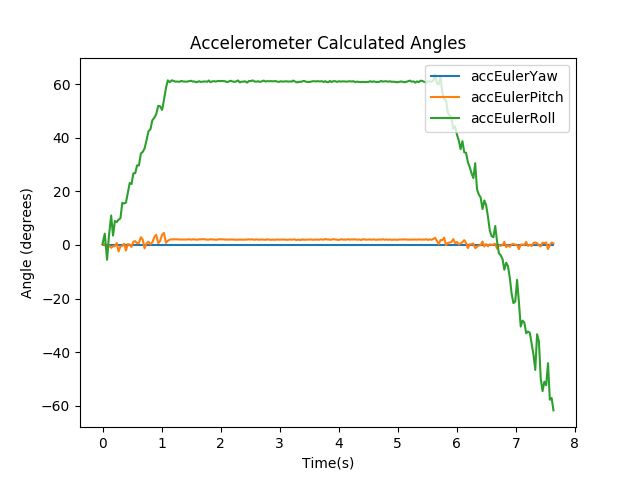 Accelerometer Calculated Angles
accEulerYaw
accEulerPitch
accEulerRoll
Angle (degrees)
60
40
20
0
−20
−40
−60
0 1 2 3 4 5 6 7 8
Time(s)